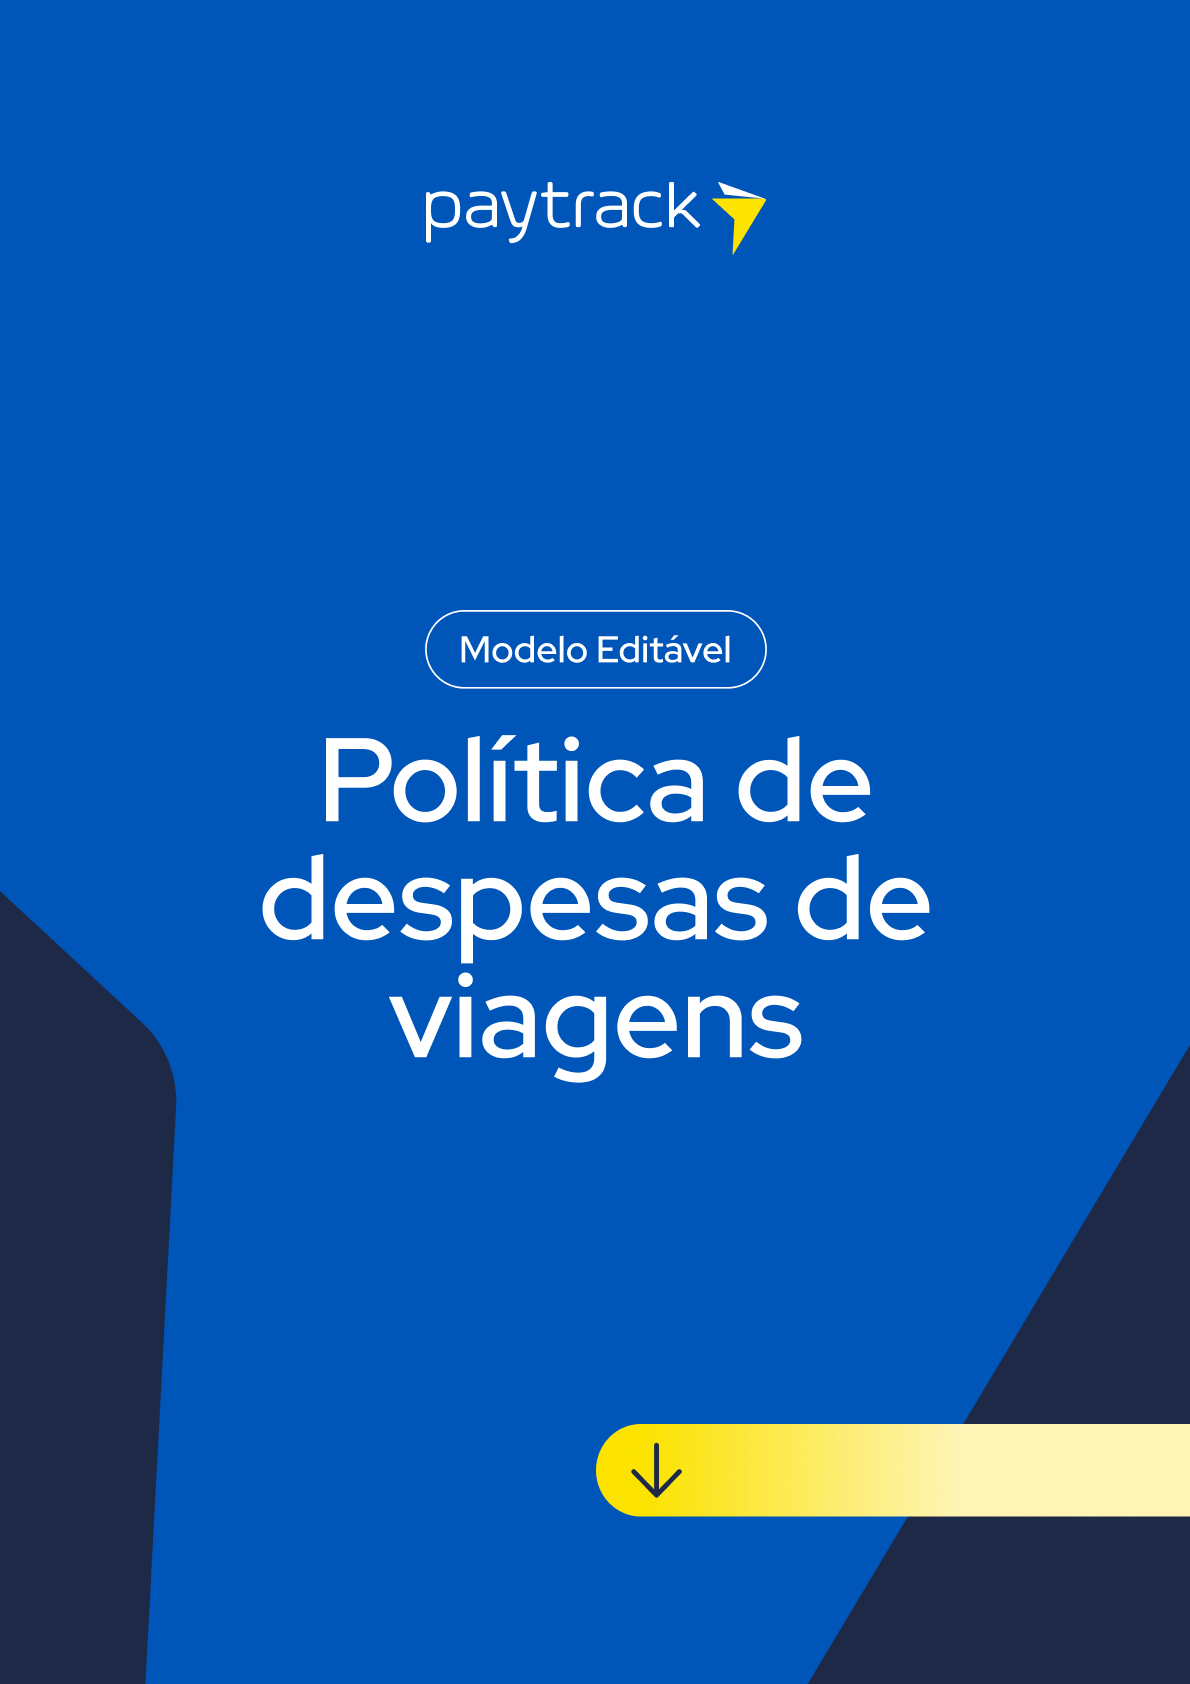 paytrack
Modelo Editável
Política de
despesas de
viagens